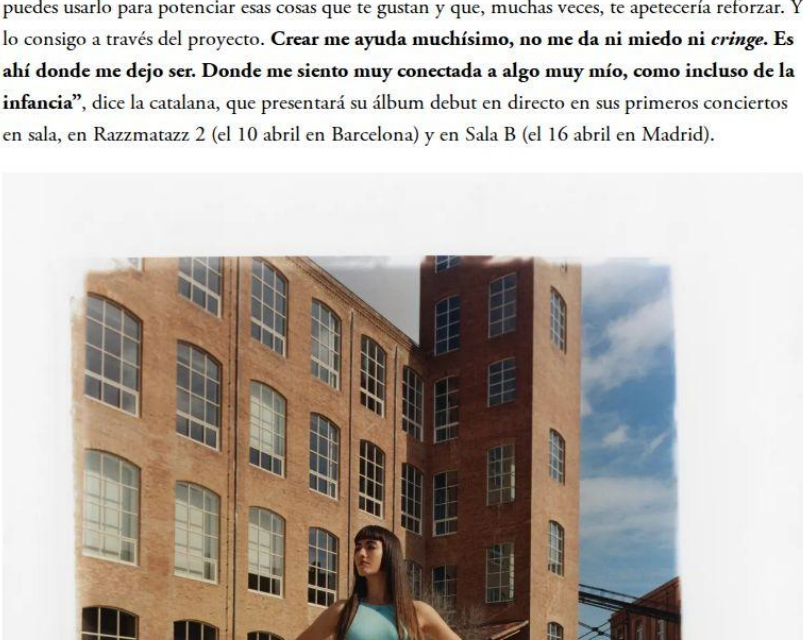 puedes usarlo para potenciar esas cosas que te gustan y que, muchas veces, te apetecería reforzar. Y
lo consigo a través del proyecto. Crear me ayuda muchísimo, no me da ni miedo ni cringe. Es
ahí donde me dejo ser. Donde me siento muy conectada a algo muy mío, como incluso de la
infancia”, dice la catalana, que presentará su álbum debut en directo en sus primeros conciertos
en sala, en Razzmatazz 2 (el 10 abril en Barcelona) y en Sala B (el 16 abril en Madrid).